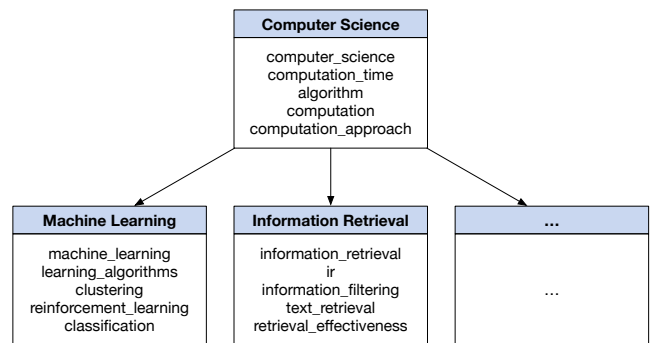 Computer Science
computer_science
computation_time
algorithm
computation
computation_approach
Machine Learning
machine_learning
learning_algorithms
clustering
reinforcement_learning
classification
Information Retrieval
information_retrieval
ir
information_filtering
text_retrieval
retrieval_effectiveness
...
...